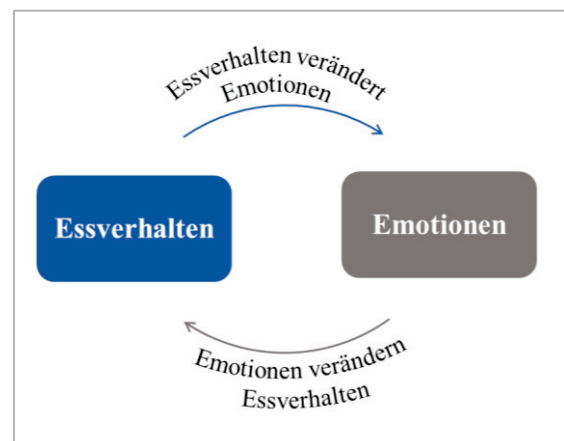 Essverhalten verändert
Emotionen
Essverhalten
Emotionen
Emotionen verändern
Essverhalten